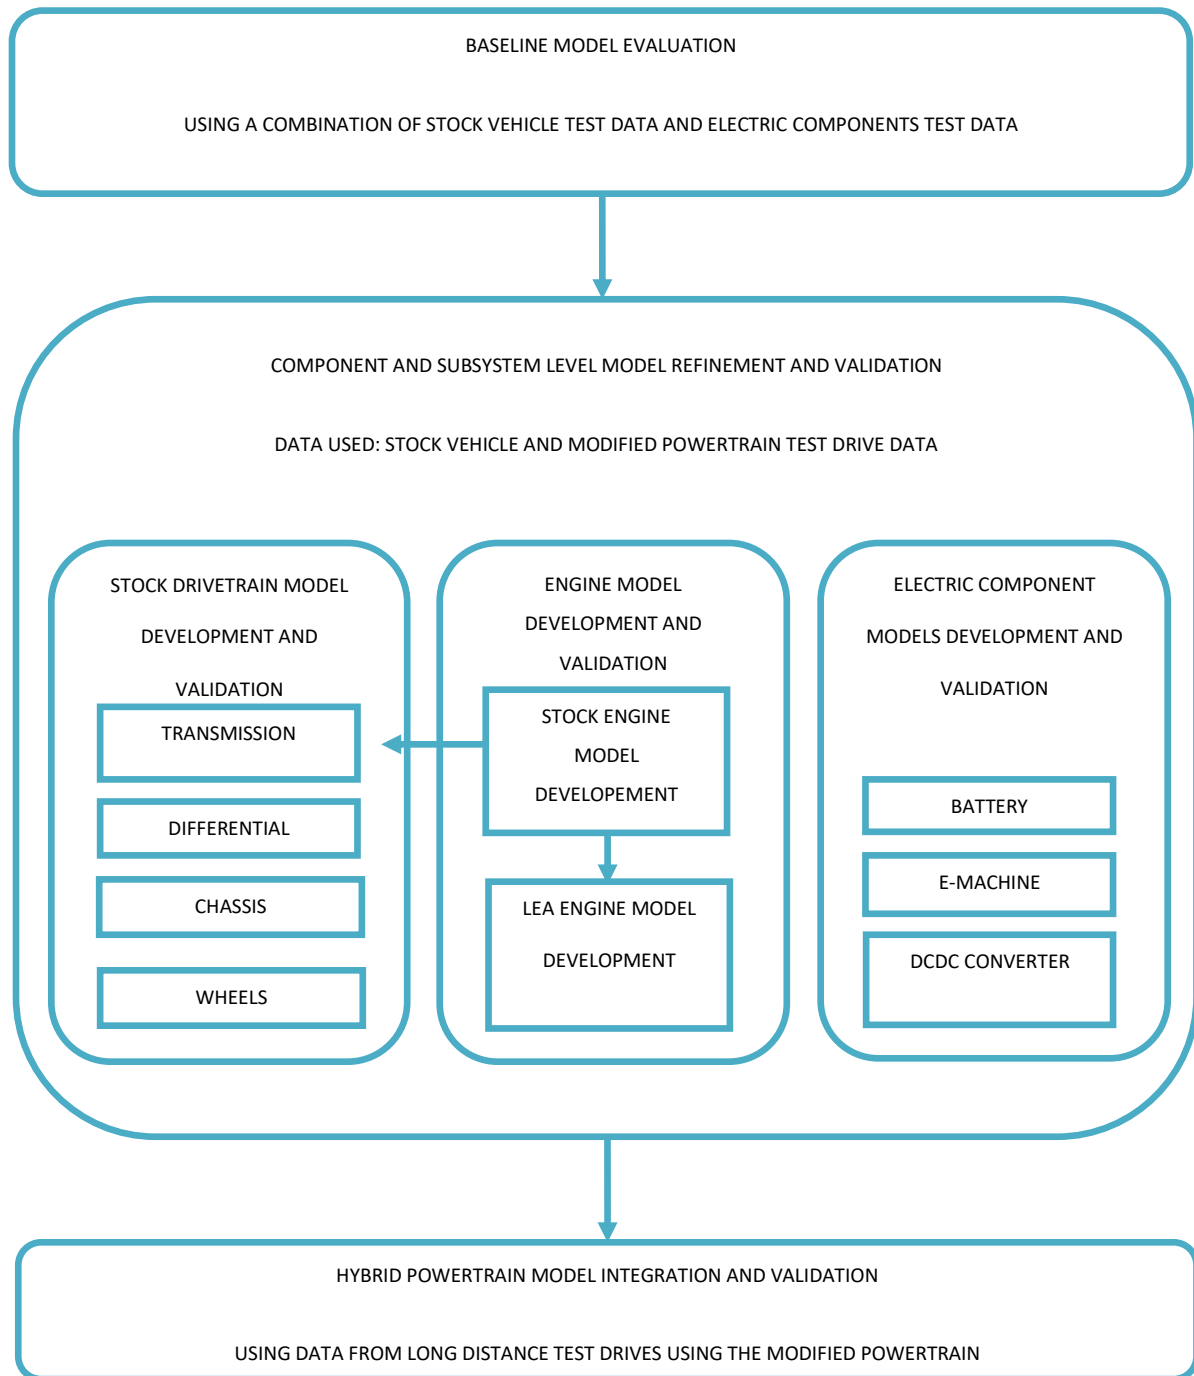 BASELINE MODEL EVALUATION
USING A COMBINATION OF STOCK VEHICLE TEST DATA AND ELECTRIC COMPONENTS TEST DATA
COMPONENT AND SUBSYSTEM LEVEL MODEL REFINEMENT AND VALIDATION
DATA USED: STOCK VEHICLE AND MODIFIED POWERTRAIN TEST DRIVE DATA
STOCK DRIVETRAIN MODEL
DEVELOPMENT AND
VALIDATION
TRANSMISSION
DIFFERENTIAL
CHASSIS
WHEELS
ENGINE MODEL
DEVELOPMENT AND
VALIDATION
STOCK ENGINE
MODEL
DEVELOPEMENT
LEA ENGINE MODEL
DEVELOPMENT
ELECTRIC COMPONENT
MODELS DEVELOPMENT AND
VALIDATION
BATTERY
E-MACHINE
DCDC CONVERTER
HYBRID POWERTRAIN MODEL INTEGRATION AND VALIDATION
USING DATA FROM LONG DISTANCE TEST DRIVES USING THE MODIFIED POWERTRAIN